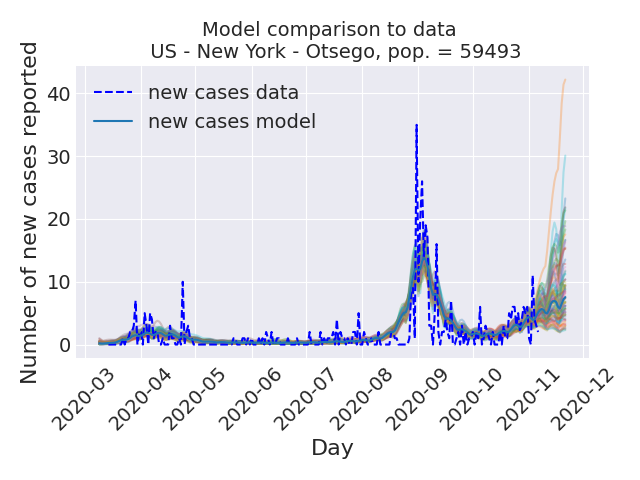 Model comparison to data
US - New York - Otsego, pop. = 59493
Number of new cases reported
40
30
20
10
0
new cases data
new cases model
2020-03
2020-04
2020-05
2020-06
2020-07
2020-08
2020-09
2020-10
2020-11
2020-12
Day